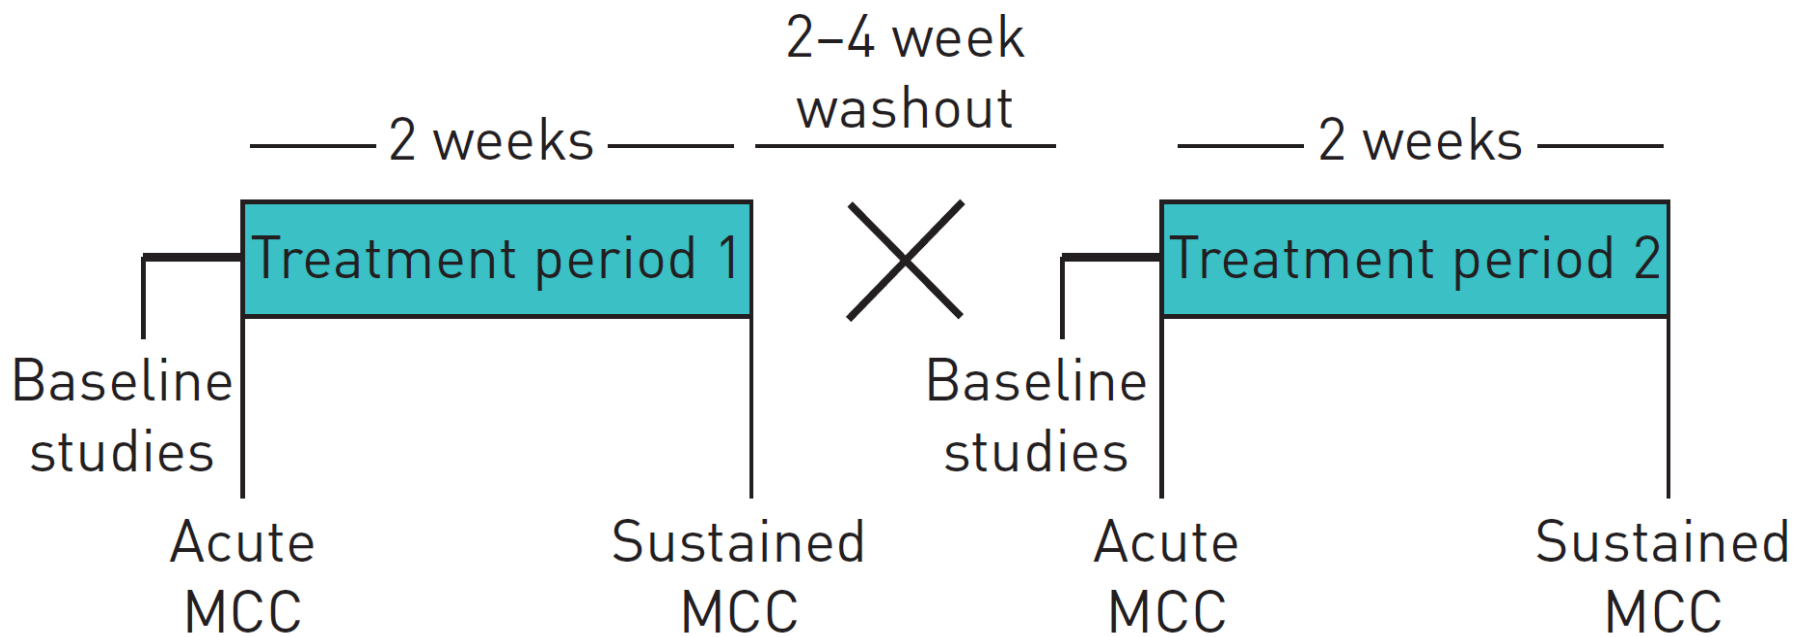 2–4 week
washout
2 weeks
2 weeks
Treatment period 1
Treatment period 2
Baseline
studies
Baseline
studies
Acute
MCC
Sustained
MCC
Acute
MCC
Sustained
MCC